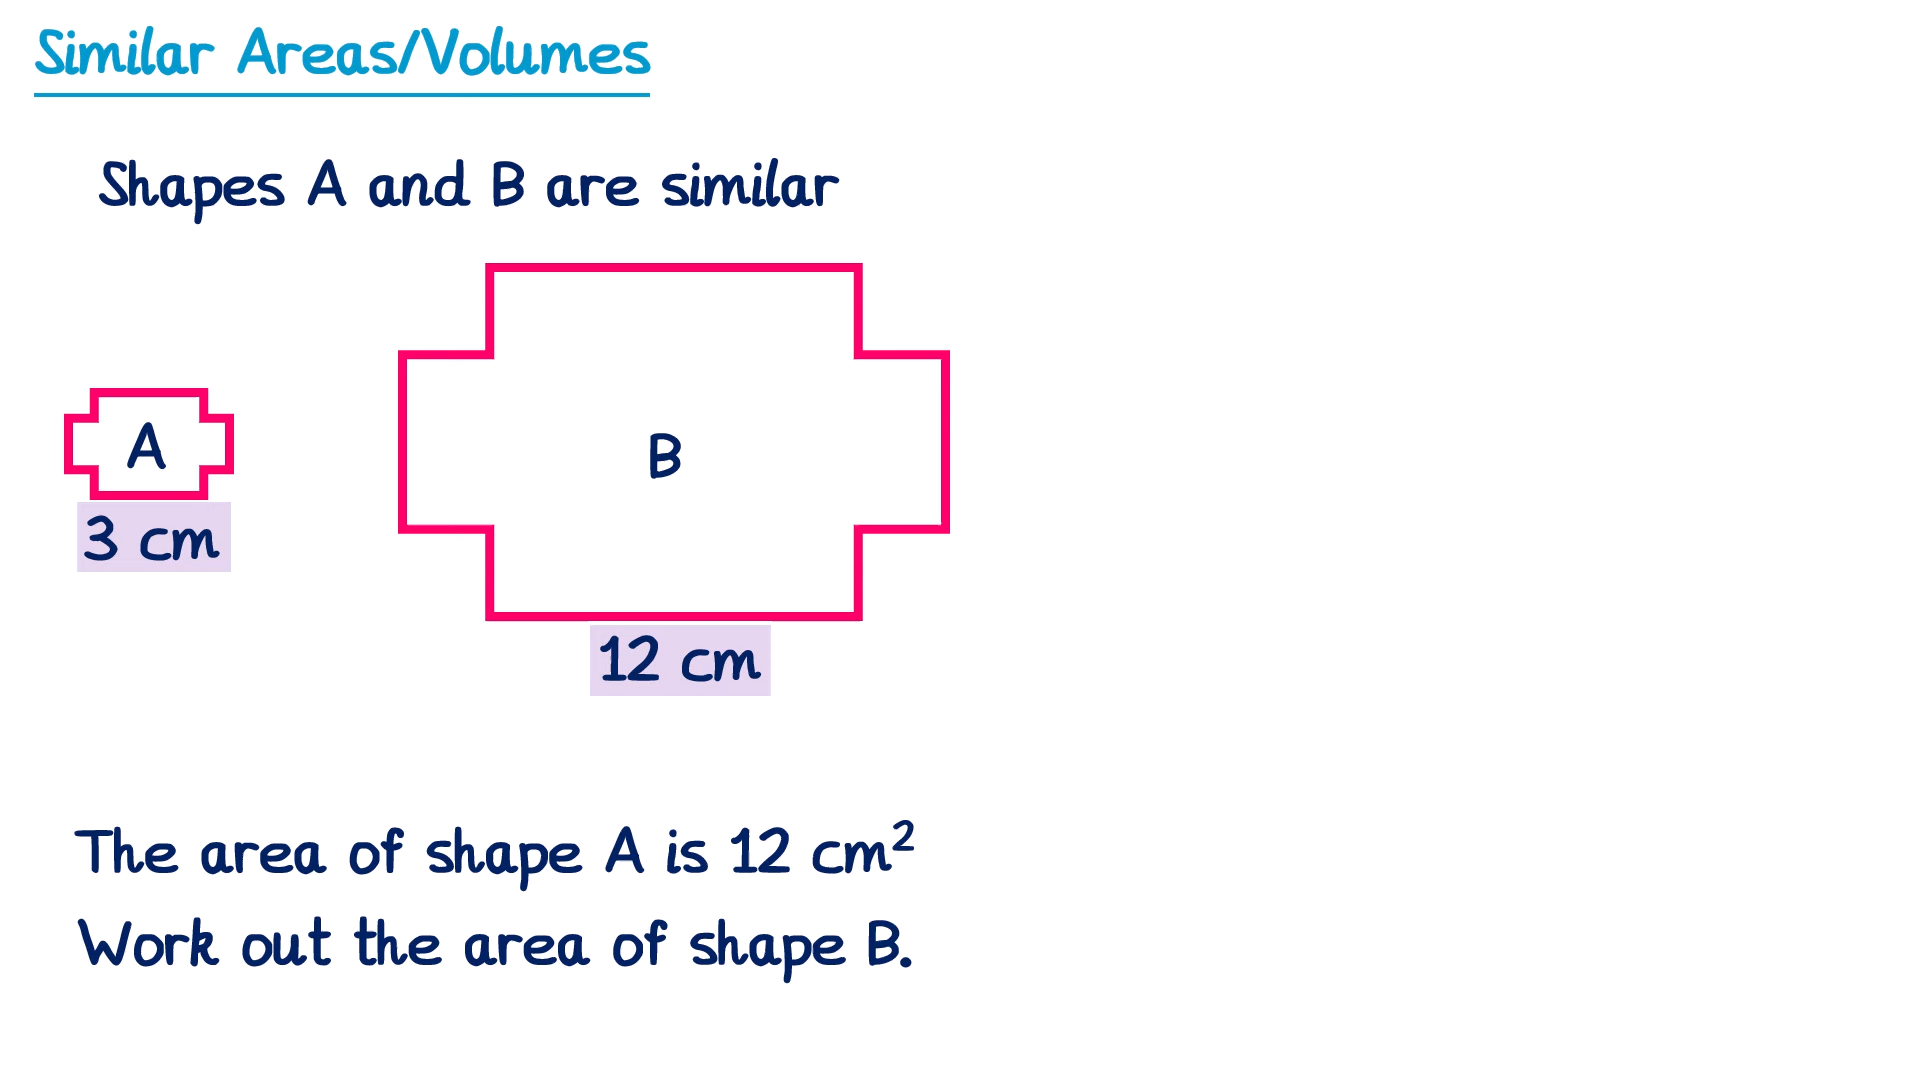 Similar Areas/Volumes
Shapes A and B are similar
A
B
3 cm
12 cm
The area of shape A is 12 cm²
Work out the area of shape B.